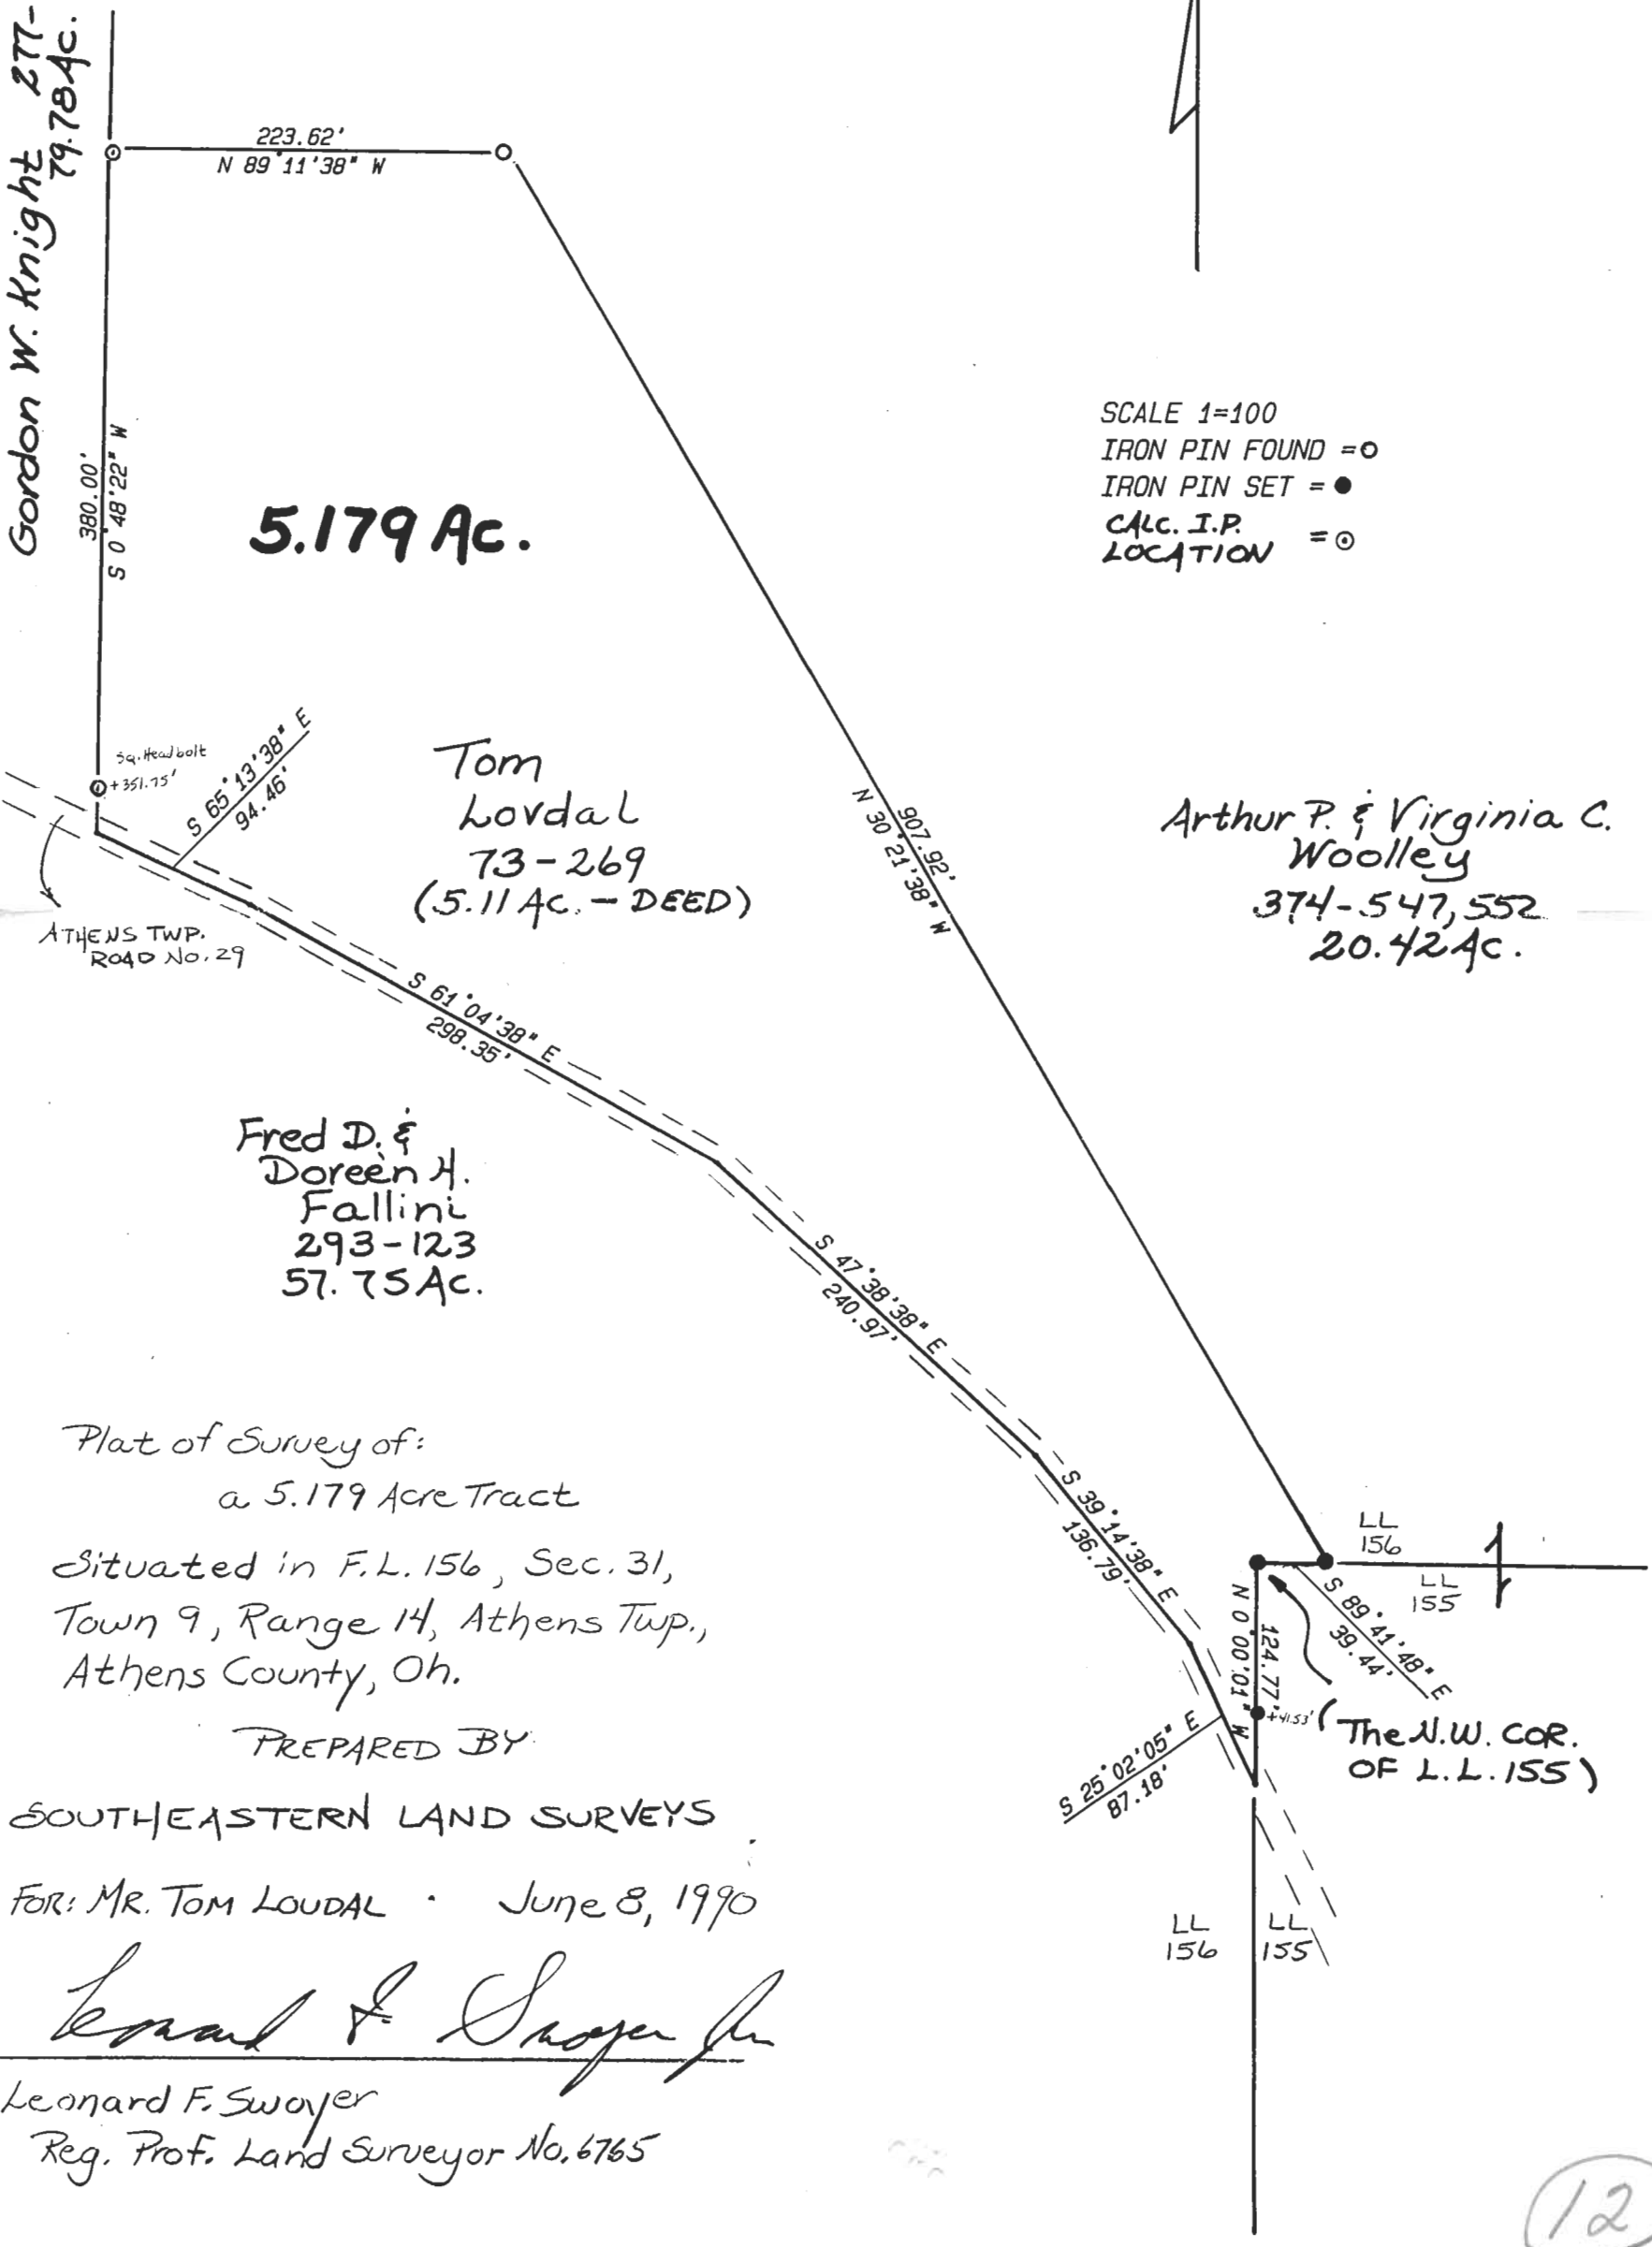 Gordon W. Knight 277-
79.78 Ac.
223.62'
N 89°11'38" W
380.00'
S 0°48'22" W
5.179 Ac.
SCALE 1=100
IRON PIN FOUND =
IRON PIN SET =
CALC. I.P.
LOCATION =
Sq. Head bolt
+351.75'
S 65°13'38" E
94.46'
Tom
Lovdal
73-269
(5.11 Ac. - DEED)
907.92'
N 30°21'38" W
Arthur P. & Virginia C.
Woolley
374-547,552
20.42 Ac.
ATHENS TWP.
ROAD No. 29
S 61°04'38" E
298.35'
Fred D. &
Doreen H.
Fallini
293-123
57.75 Ac.
S 47°38'38" E
240.97'
S 39°14'38" E
136.79'
LL
156
LL
155
S 89°41'48" E
39.44'
N 0°00'01" W
124.77'
+41.53'
(The N.W. COR.
OF L.L. 155)
S 25°02'05" E
87.18'
LL
156
LL
155
Plat of Survey of:
a 5.179 Acre Tract
Situated in F.L. 156, Sec. 31,
Town 9, Range 14, Athens Twp.,
Athens County, Oh.
PREPARED BY
SOUTHEASTERN LAND SURVEYS
FOR: MR. TOM LOUDAL June 8, 1990
Leonard F. Swoyer Jr
Leonard F. Swoyer
Reg. Prof. Land Surveyor No. 6765
12